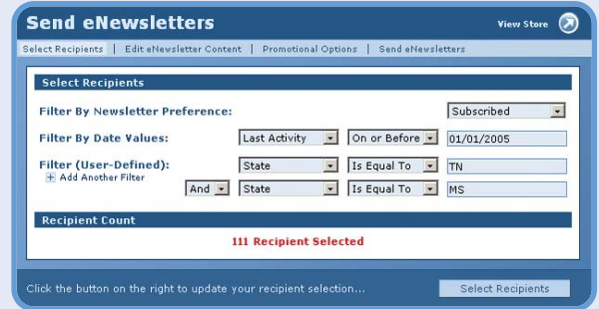 Send eNewsletters View Store
Select Recipients | Edit eNewsletter Content | Promotional Options | Send eNewsletters
Select Recipients
Filter By Newsletter Preference: Subscribed
Filter By Date Values: Last Activity On or Before 01/01/2005
Filter (User-Defined): State Is Equal To TN
Add Another Filter
And State Is Equal To MS
Recipient Count
111 Recipient Selected
Click the button on the right to update your recipient selection... Select Recipients